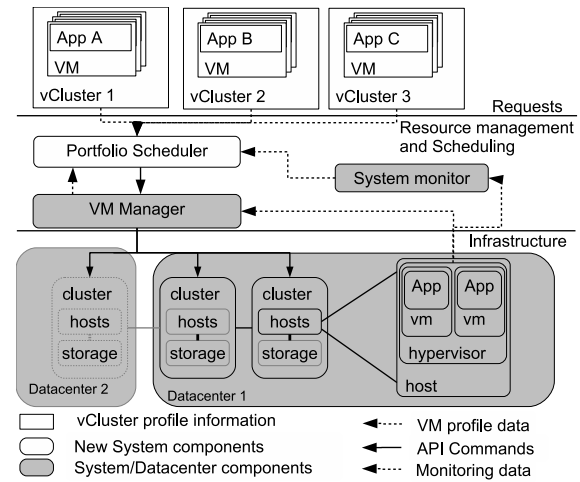 App A
VM
vCluster 1
App B
VM
vCluster 2
App C
VM
vCluster 3
Requests
Resource management
and Scheduling
Portfolio Scheduler
System monitor
VM Manager
Infrastructure
cluster
hosts
storage
Datacenter 2
cluster
hosts
storage
cluster
hosts
storage
Datacenter 1
App
vm
App
vm
hypervisor
host
vCluster profile information
New System components
System/Datacenter components
VM profile data
API Commands
Monitoring data